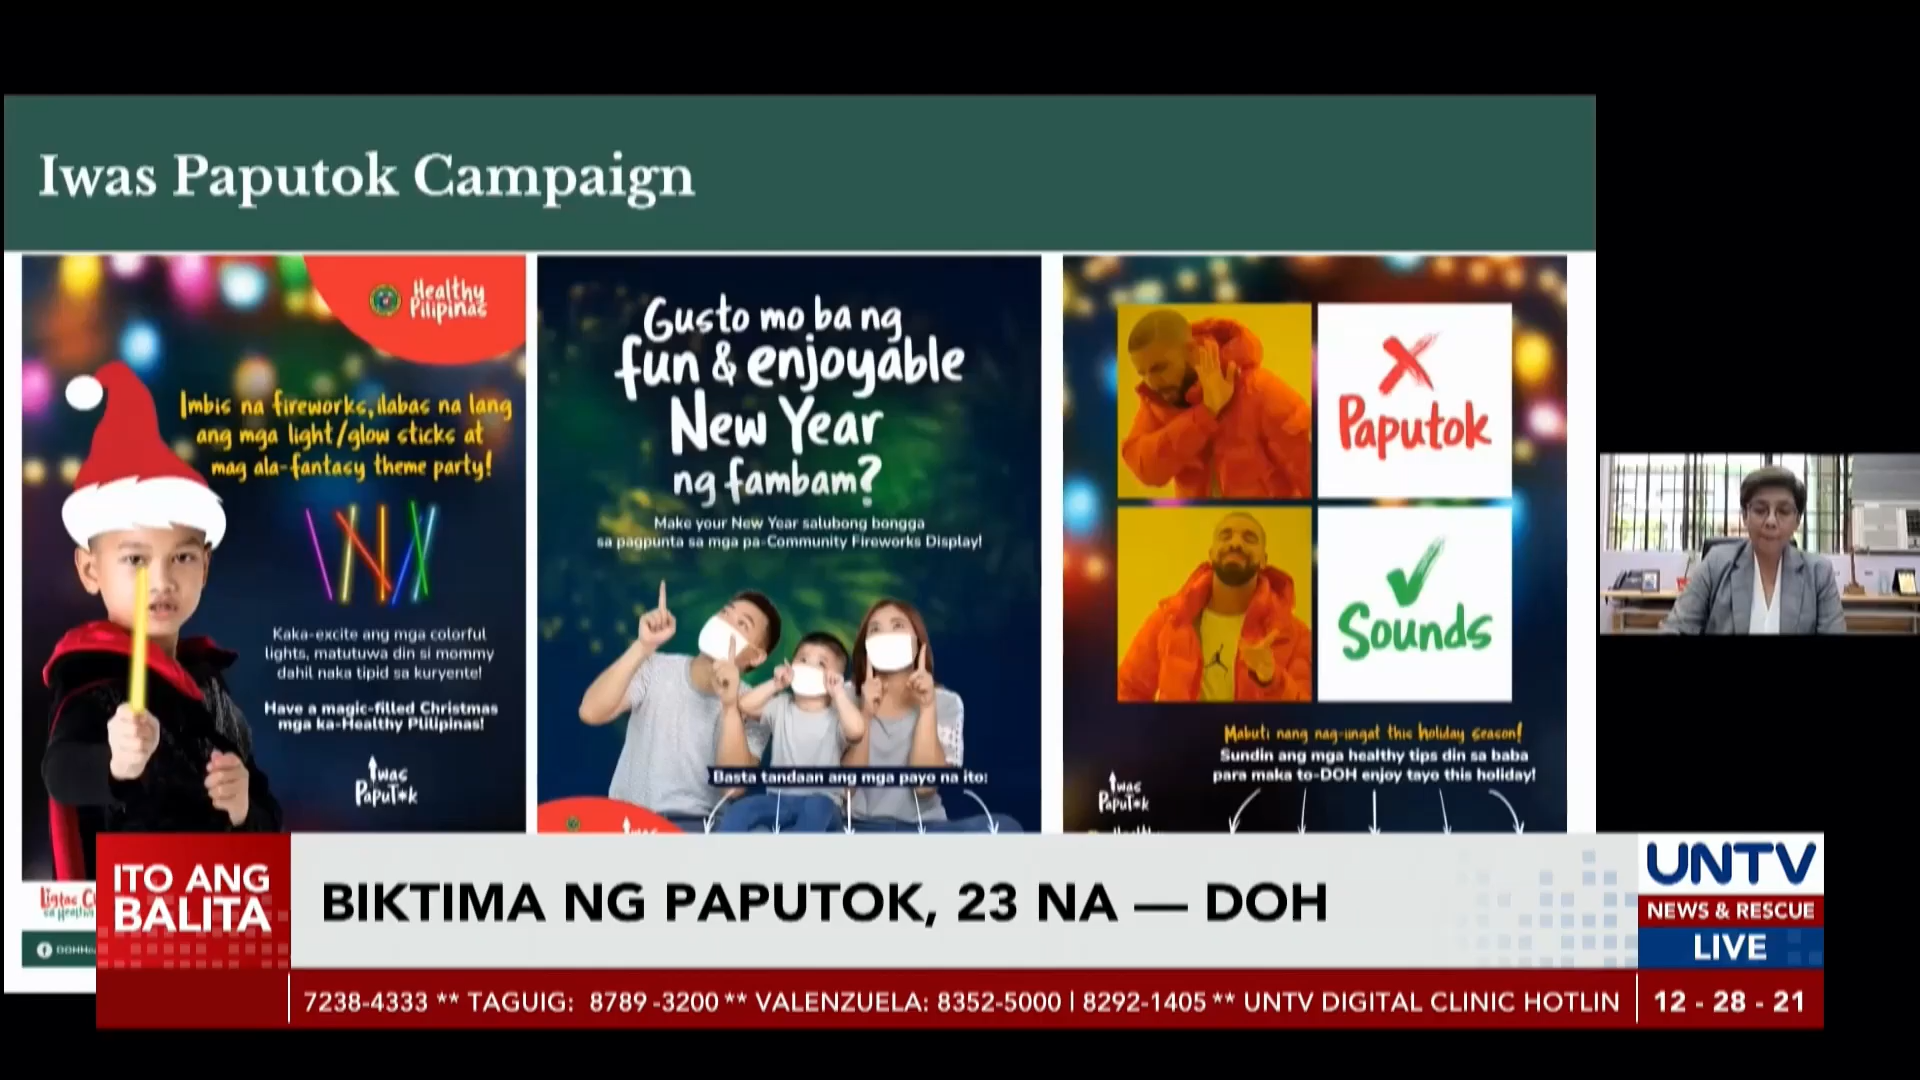 Iwas Paputok Campaign
Healthy
Pilipinas
Imbis na fireworks, ilabas na lang
ang mga light/glow sticks at
mag ala-fantasy theme party!
Kaka-excite ang mga colorful
lights, matutuwa din si mommy
dahil naka tipid sa kuryente!
Have a magic-filled Christmas
mga ka-Healthy Plilipinas!
Iwas
PapuT*k
Gusto mo ba ng
fun & enjoyable
New Year
ng fambam?
Make your New Year salubong bongga
sa pagpunta sa mga pa-Community Fireworks Display!
Basta tandaan ang mga payo na ito:
Paputok
Sounds
Mabuti nang nag-iingat this holiday season!
Sundin ang mga healthy tips din sa baba
para maka to-DOH enjoy tayo this holiday!
Iwas
PapuT*k
Ligtas
ITO ANG
BALITA
BIKTIMA NG PAPUTOK, 23 NA — DOH
UNTV
NEWS & RESCUE
LIVE
7238-4333 ** TAGUIG: 8789 -3200 ** VALENZUELA: 8352-5000 | 8292-1405 ** UNTV DIGITAL CLINIC HOTLIN
12 - 28 - 21